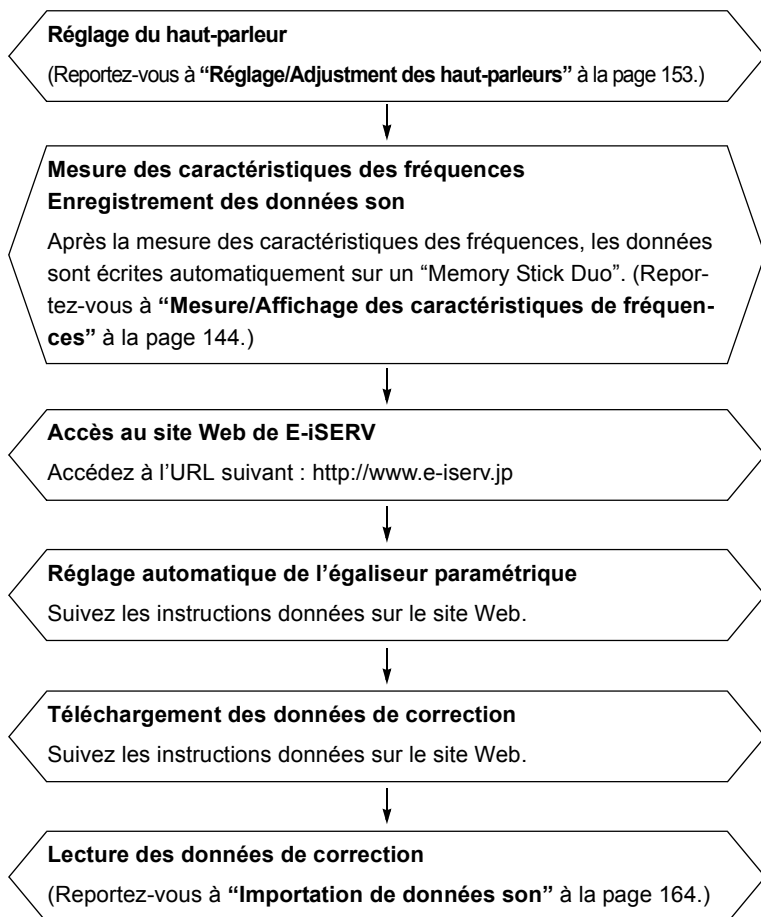 Réglage du haut-parleur
(Reportez-vous à “Réglage/Adjustment des haut-parleurs” à la page 153.)
Mesure des caractéristiques des fréquences
Enregistrement des données son
Après la mesure des caractéristiques des fréquences, les données
sont écrites automatiquement sur un “Memory Stick Duo”. (Repor-
tez-vous à “Mesure/Affichage des caractéristiques de fréquen-
ces” à la page 144.)
Accès au site Web de E-iSERV
Accédez à l’URL suivant : http://www.e-iserv.jp
Réglage automatique de l’égaliseur paramétrique
Suivez les instructions données sur le site Web.
Téléchargement des données de correction
Suivez les instructions données sur le site Web.
Lecture des données de correction
(Reportez-vous à “Importation de données son” à la page 164.)